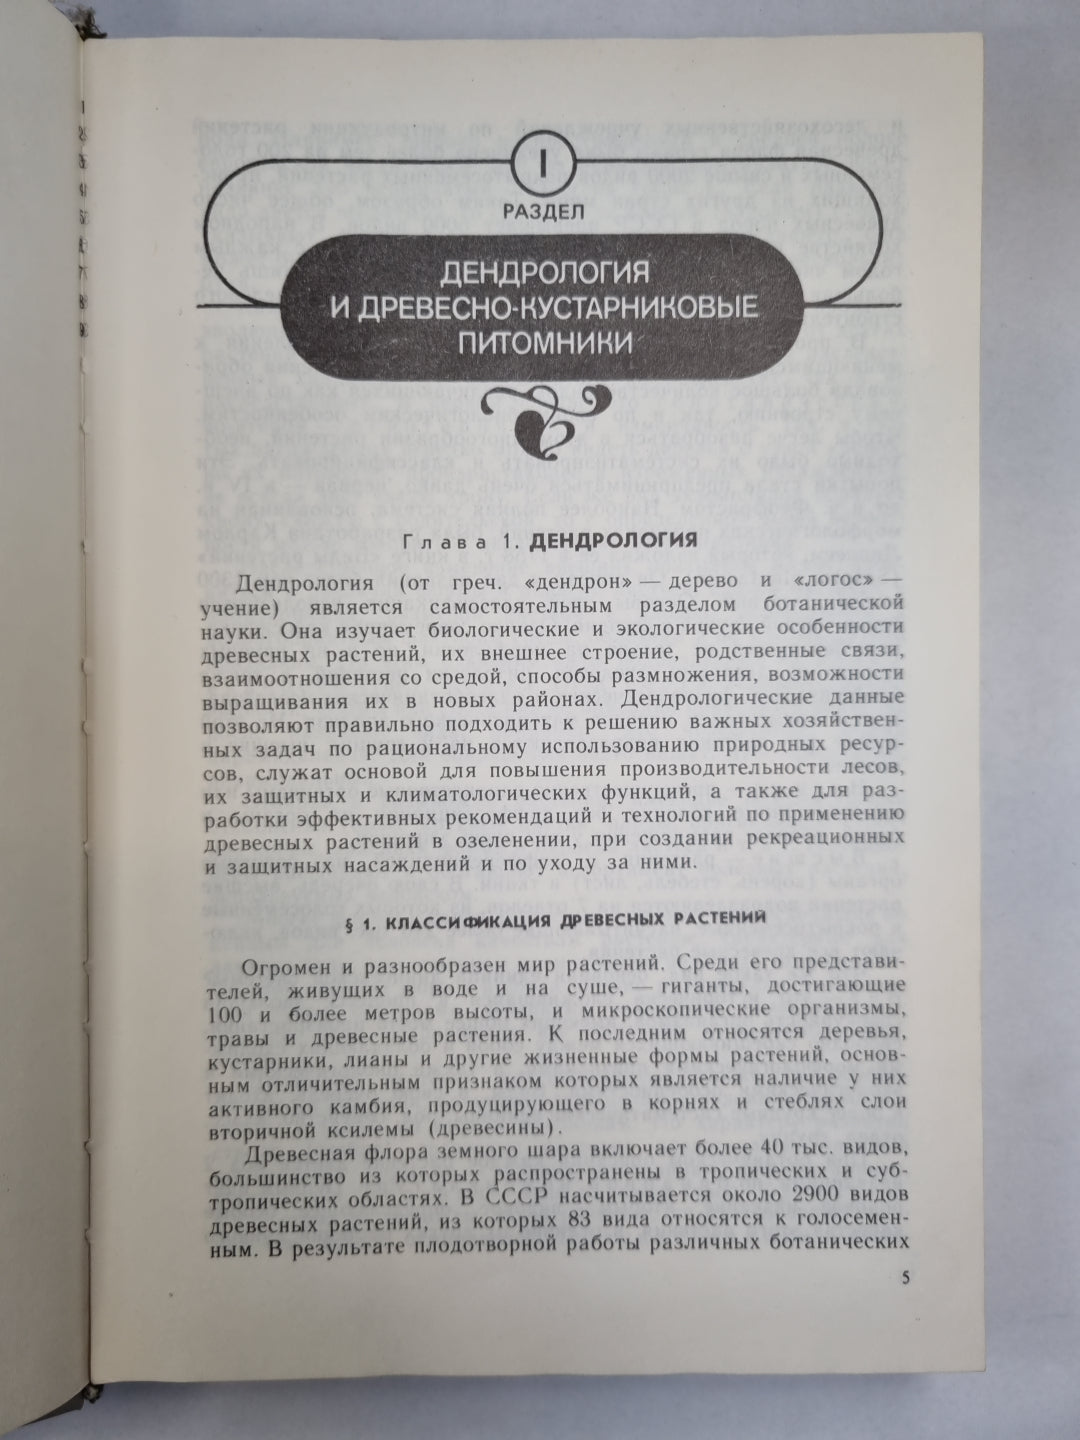 I
РАЗДЕЛ
ДЕНДРОЛОГИЯ
И ДРЕВЕСНО-КУСТАРНИКОВЫЕ
ПИТОМНИКИ
Глава 1. ДЕНДРОЛОГИЯ
Дендрология (от греч. «дендрон» — дерево и «логос» —
учение) является самостоятельным разделом ботанической
науки. Она изучает биологические и экологические особенности
древесных растений, их внешнее строение, родственные связи,
взаимоотношения со средой, способы размножения, возможности
выращивания их в новых районах. Дендрологические данные
позволяют правильно подходить к решению важных хозяйствен-
ных задач по рациональному использованию природных ресур-
сов, служат основой для повышения производительности лесов,
их защитных и климатологических функций, а также для раз-
работки эффективных рекомендаций и технологий по применению
древесных растений в озеленении, при создании рекреационных
и защитных насаждений и по уходу за ними.
§ 1. КЛАССИФИКАЦИЯ ДРЕВЕСНЫХ РАСТЕНИЙ
Огромен и разнообразен мир растений. Среди его представи-
телей, живущих в воде и на суше, — гиганты, достигающие
100 и более метров высоты, и микроскопические организмы,
травы и древесные растения. К последним относятся деревья,
кустарники, лианы и другие жизненные формы растений, основ-
ным отличительным признаком которых является наличие у них
активного камбия, продуцирующего в корнях и стеблях слои
вторичной ксилемы (древесины).
Древесная флора земного шара включает более 40 тыс. видов,
большинство из которых распространены в тропических и суб-
тропических областях. В СССР насчитывается около 2900 видов
древесных растений, из которых 83 вида относятся к голосемен-
ным. В результате плодотворной работы различных ботанических
5